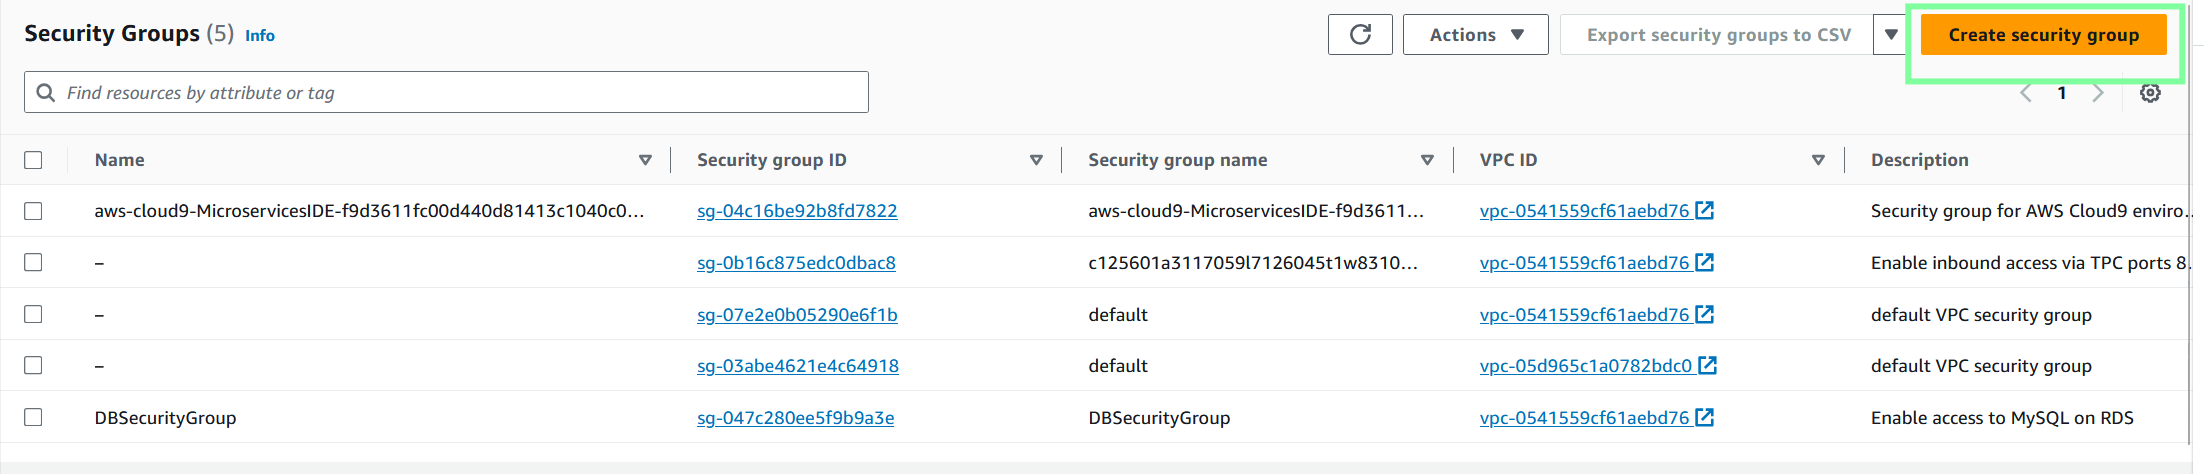 Security Groups (5) Info
Actions
Export security groups to CSV
Create security group
Find resources by attribute or tag
1
Name Security group ID Security group name VPC ID Description
aws-cloud9-MicroservicesIDE-f9d3611fc00d440d81413c1040c0... sg-04c16be92b8fd7822 aws-cloud9-MicroservicesIDE-f9d3611... vpc-0541559cf61aebd76 Security group for AWS Cloud9 enviro...
– sg-0b16c875edc0dbac8 c125601a3117059l7126045t1w8310... vpc-0541559cf61aebd76 Enable inbound access via TPC ports 8...
– sg-07e2e0b05290e6f1b default vpc-0541559cf61aebd76 default VPC security group
– sg-03abe4621e4c64918 default vpc-05d965c1a0782bdc0 default VPC security group
DBSecurityGroup sg-047c280ee5f9b9a3e DBSecurityGroup vpc-0541559cf61aebd76 Enable access to MySQL on RDS